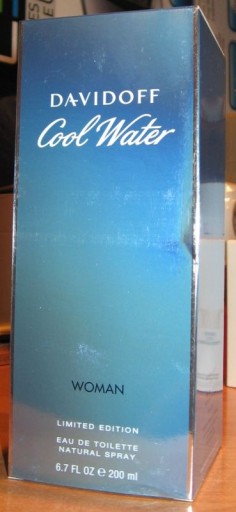 DAVIDOFF
Cool Water
WOMAN
LIMITED EDITION
EAU DE TOILETTE
NATURAL SPRAY
6.7 FL OZ e 200 ml